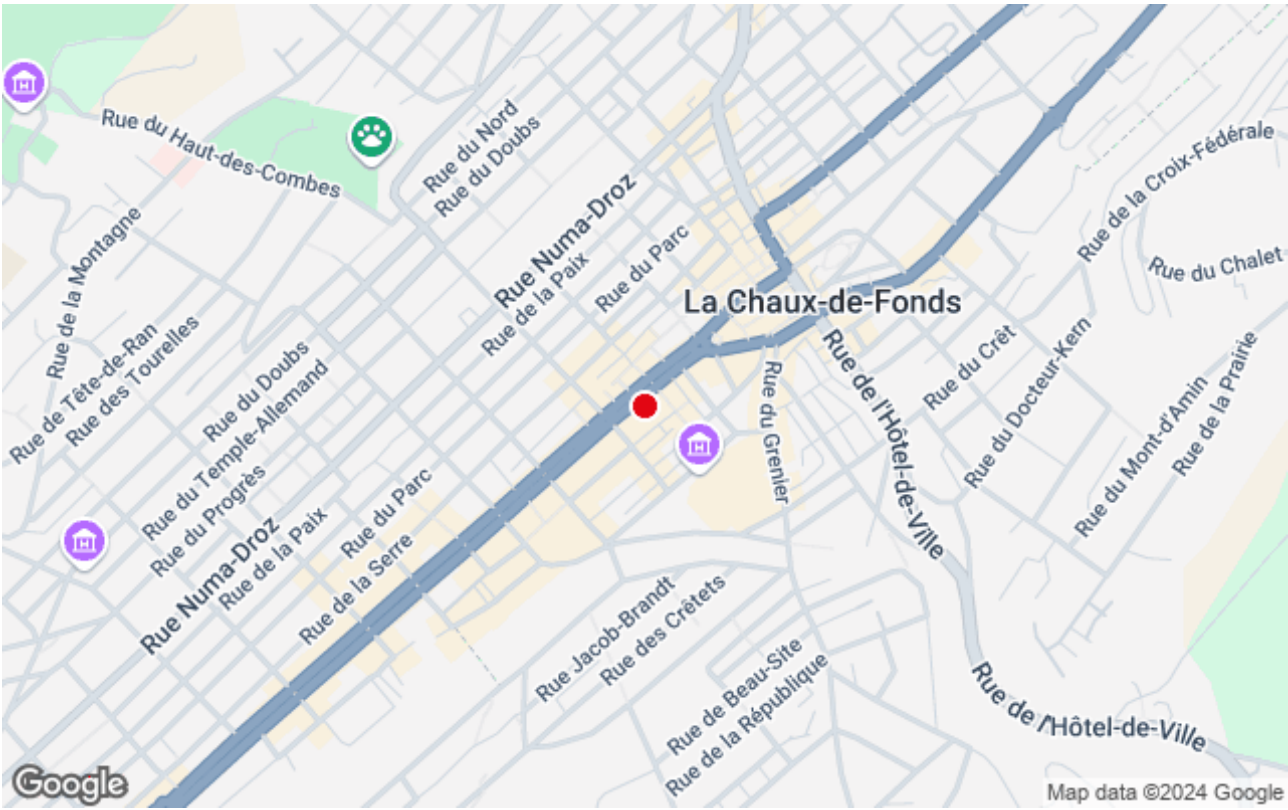 Rue du Haut-des-Combes
Rue du Nord
Rue du Doubs
Rue de la Croix-Fédérale
Rue du Chalet
Rue de la Montagne
Rue Numa-Droz
Rue de la Paix
Rue du Parc
La Chaux-de-Fonds
Rue de Tête-de-Ran
Rue des Tourelles
Rue du Doubs
Rue du Temple-Allemand
Rue du Progrès
Rue Numa-Droz
Rue de la Paix
Rue du Parc
Rue de la Serre
Rue du Grenier
Rue de l'Hôtel-de-Ville
Rue du Crêt
Rue du Docteur-Kern
Rue du Mont-d'Amin
Rue de la Prairie
Rue Jacob-Brandt
Rue des Crêtets
Rue de Beau-Site
Rue de la République
Rue de l'Hôtel-de-Ville
Google
Map data ©2024 Google